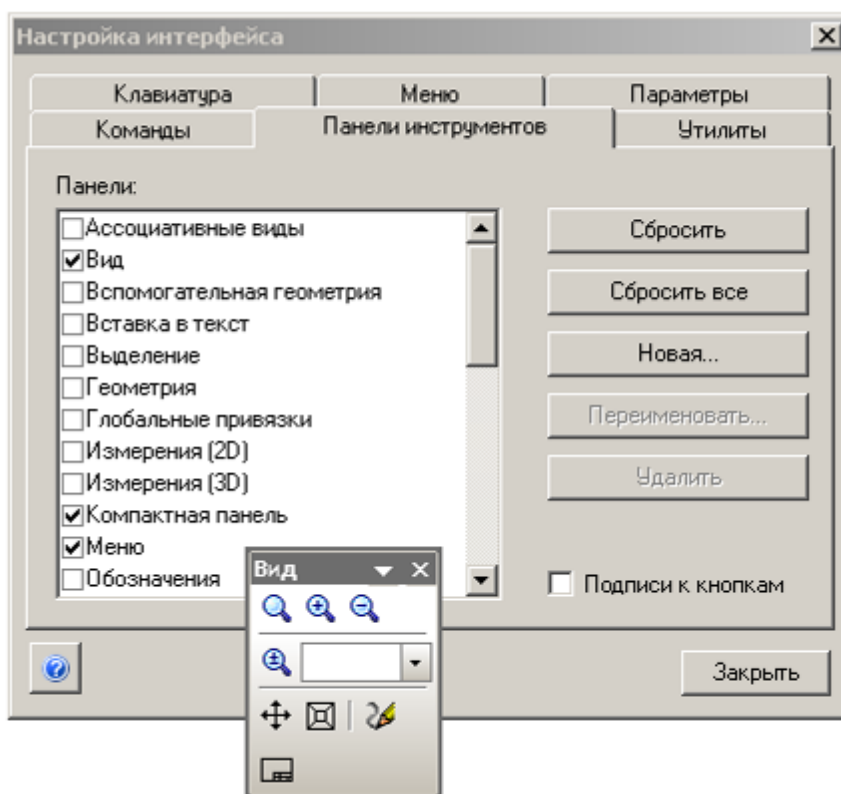 Настройка интерфейса
Клавиатура Меню Параметры
Команды Панели инструментов Утилиты
Панели:
Ассоциативные виды
Вид
Вспомогательная геометрия
Вставка в текст
Выделение
Геометрия
Глобальные привязки
Измерения (2D)
Измерения (3D)
Компактная панель
Меню
Обозначения
Сбросить
Сбросить все
Новая...
Переименовать...
Удалить
Подписи к кнопкам
Вид
Закрыть